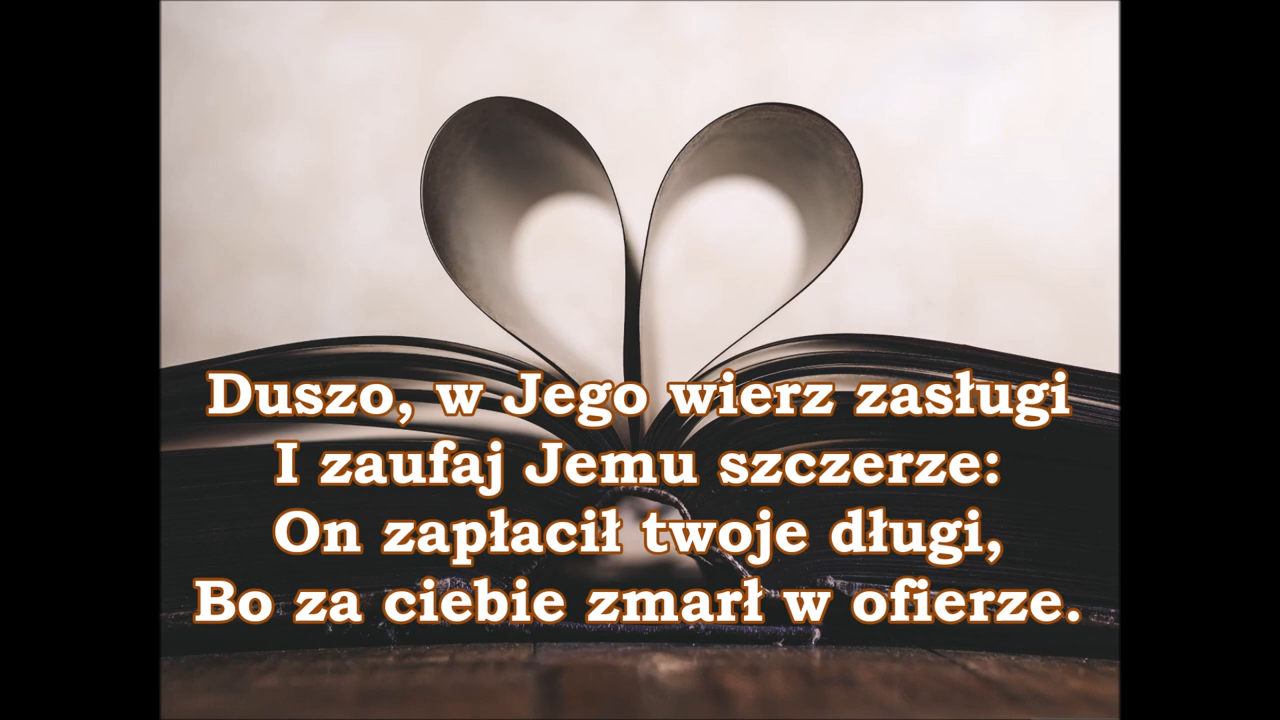 Duszo, w Jego wierz zasługi
I zaufaj Jemu szczerze:
On zapłacił twoje długi,
Bo za ciebie zmarł w ofierze.